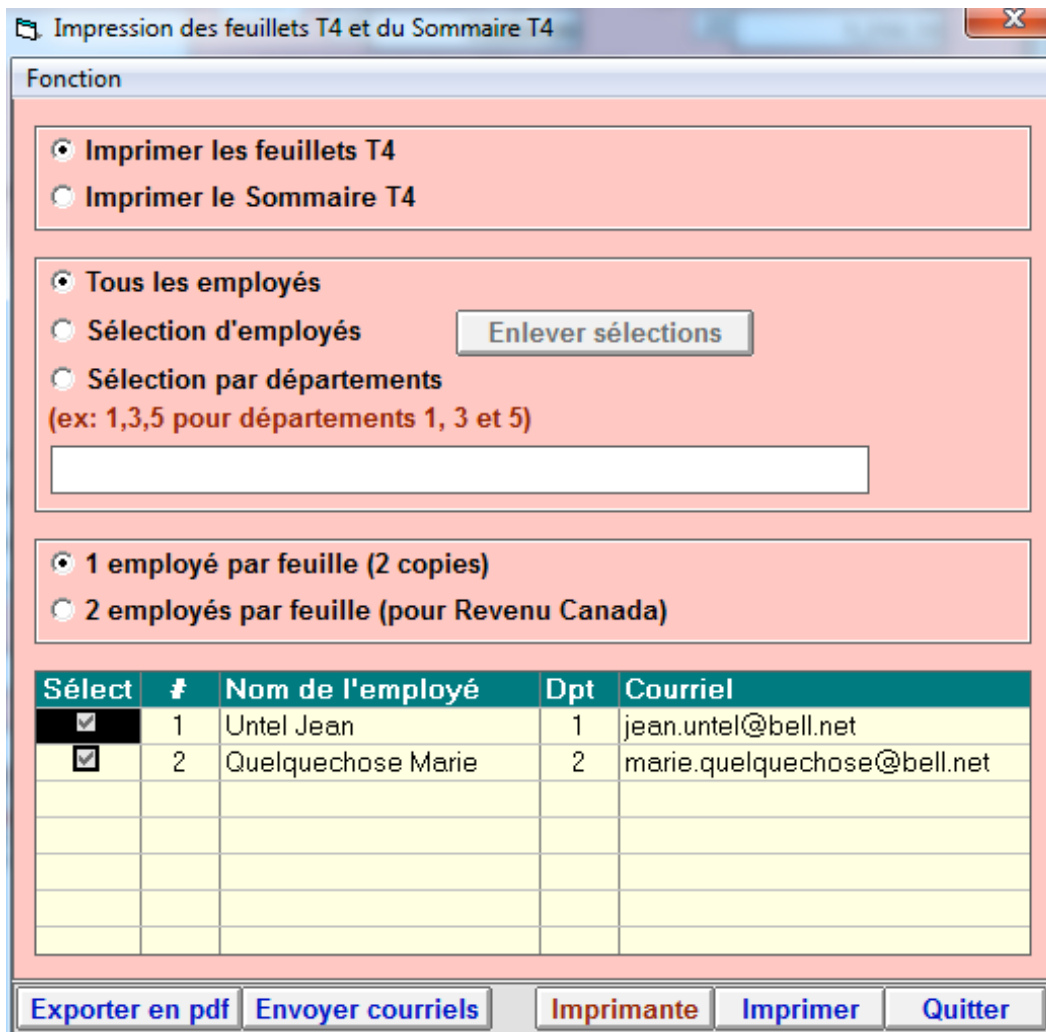 Impression des feuillets T4 et du Sommaire T4
Fonction
Imprimer les feuillets T4
Imprimer le Sommaire T4
Tous les employés
Sélection d'employés Enlever sélections
Sélection par départements
(ex: 1,3,5 pour départements 1, 3 et 5)
1 employé par feuille (2 copies)
2 employés par feuille (pour Revenu Canada)
Sélect # Nom de l'employé Dpt Courriel
1 Untel Jean 1 jean.untel@bell.net
2 Quelquechose Marie 2 marie.quelquechose@bell.net
Exporter en pdf Envoyer courriels Imprimante Imprimer Quitter